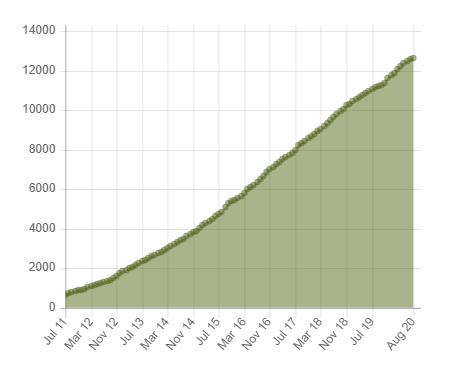 14000
12000
10000
8000
6000
4000
2000
0
Jul 11
Mar 12
Nov 12
Jul 13
Mar 14
Nov 14
Jul 15
Mar 16
Nov 16
Jul 17
Mar 18
Nov 18
Jul 19
Aug 20